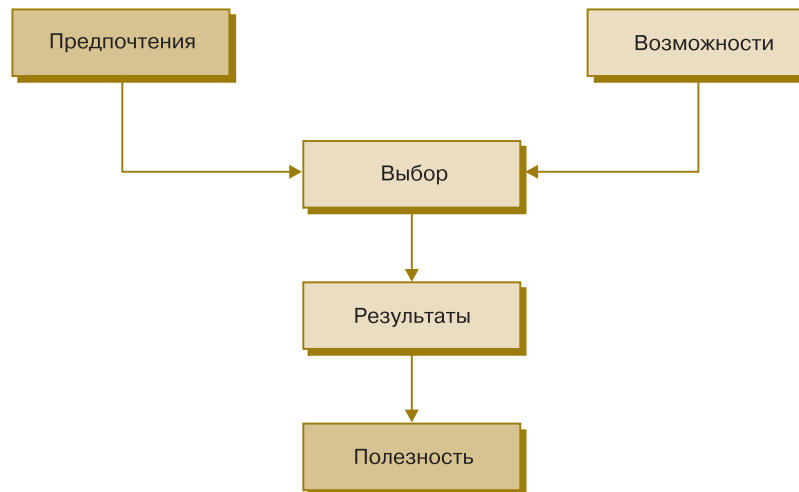 Предпочтения
Возможности
Выбор
Результаты
Полезность